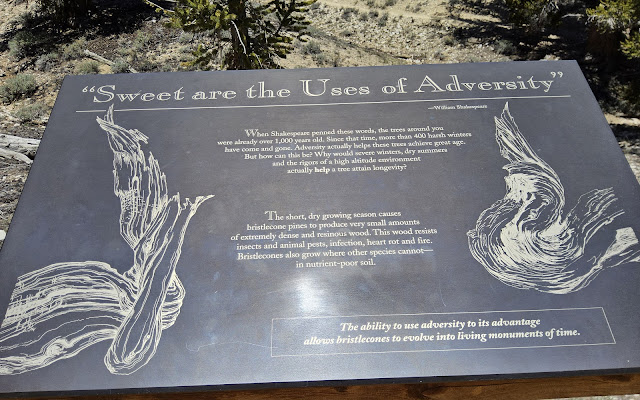 "Sweet are the Uses of Adversity"
—William Shakespeare
When Shakespeare penned these words, the trees around you
were already over 1,000 years old. Since that time, more than 400 harsh winters
have come and gone. Adversity actually helps these trees achieve great age.
But how can this be? Why would severe winters, dry summers
and the rigors of a high altitude environment
actually help a tree attain longevity?
The short, dry growing season causes
bristlecone pines to produce very small amounts
of extremely dense and resinous wood. This wood resists
insects and animal pests, infection, heart rot and fire.
Bristlecones also grow where other species cannot—
in nutrient-poor soil.
The ability to use adversity to its advantage
allows bristlecones to evolve into living monuments of time.